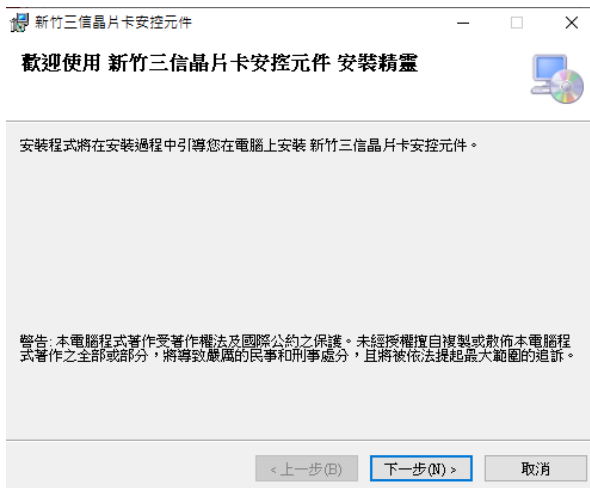 新竹三信晶片卡安控元件
歡迎使用 新竹三信晶片卡安控元件 安裝精靈
安裝程式將在安裝過程中引導您在電腦上安裝 新竹三信晶片卡安控元件。
警告: 本電腦程式著作受著作權法及國際公約之保護。未經授權擅自複製或散佈本電腦程
式著作之全部或部分，將導致嚴厲的民事和刑事處分，且將被依法提起最大範圍的追訴。
< 上一步(B) 下一步(N) > 取消